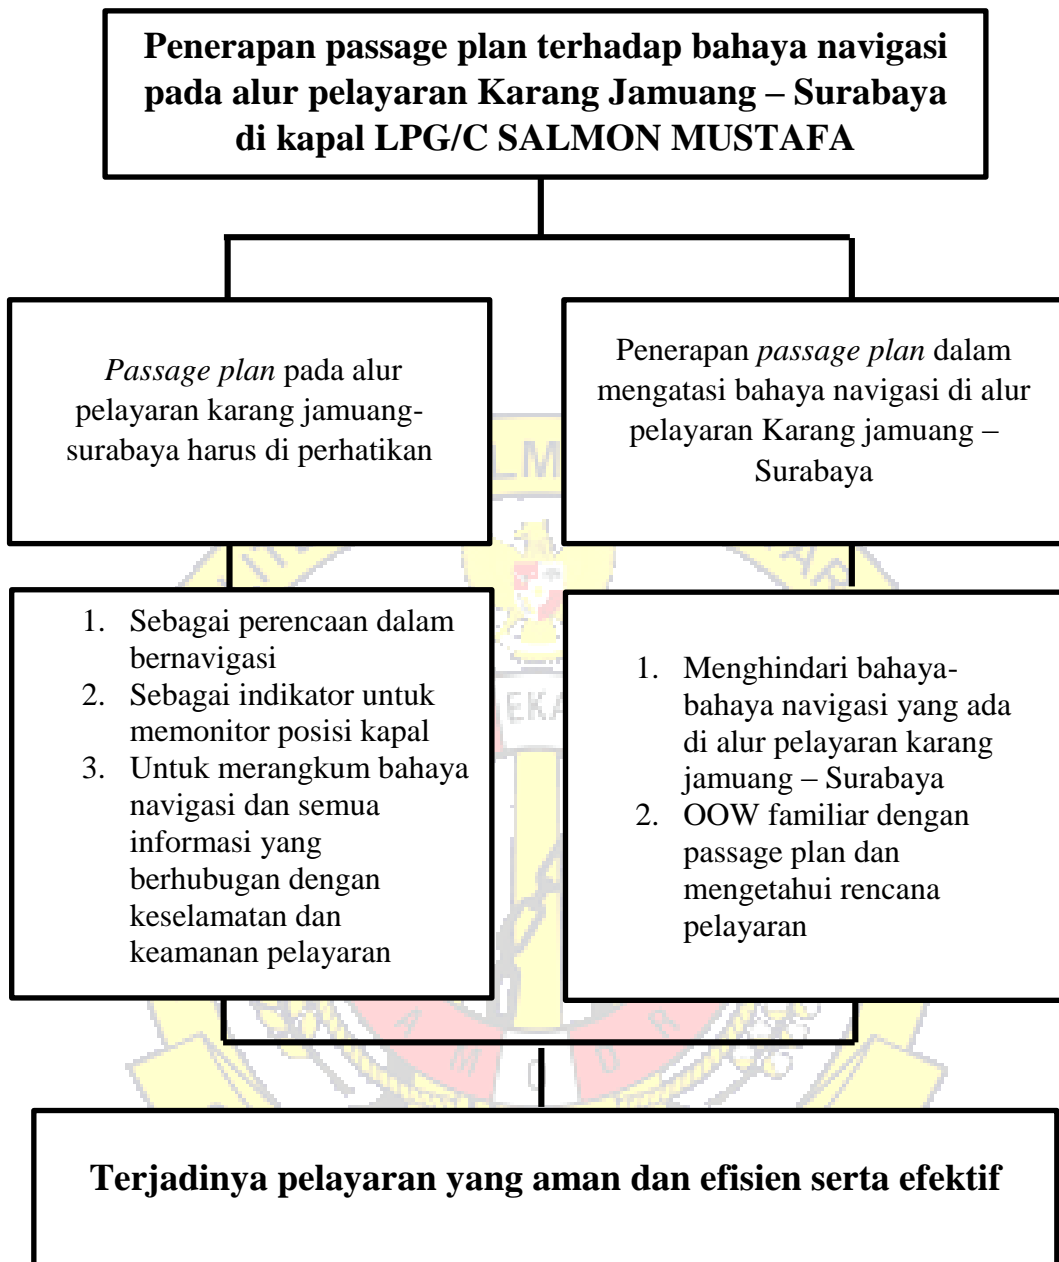 Penerapan passage plan terhadap bahaya navigasi
pada alur pelayaran Karang Jamuang – Surabaya
di kapal LPG/C SALMON MUSTAFA
Passage plan pada alur
pelayaran karang jamuang-
surabaya harus di perhatikan
Penerapan passage plan dalam
mengatasi bahaya navigasi di alur
pelayaran Karang jamuang –
Surabaya
1. Sebagai perencaan dalam
bernavigasi
2. Sebagai indikator untuk
memonitor posisi kapal
3. Untuk merangkum bahaya
navigasi dan semua
informasi yang
berhubugan dengan
keselamatan dan
keamanan pelayaran
1. Menghindari bahaya-
bahaya navigasi yang ada
di alur pelayaran karang
jamuang – Surabaya
2. OOW familiar dengan
passage plan dan
mengetahui rencana
pelayaran
Terjadinya pelayaran yang aman dan efisien serta efektif